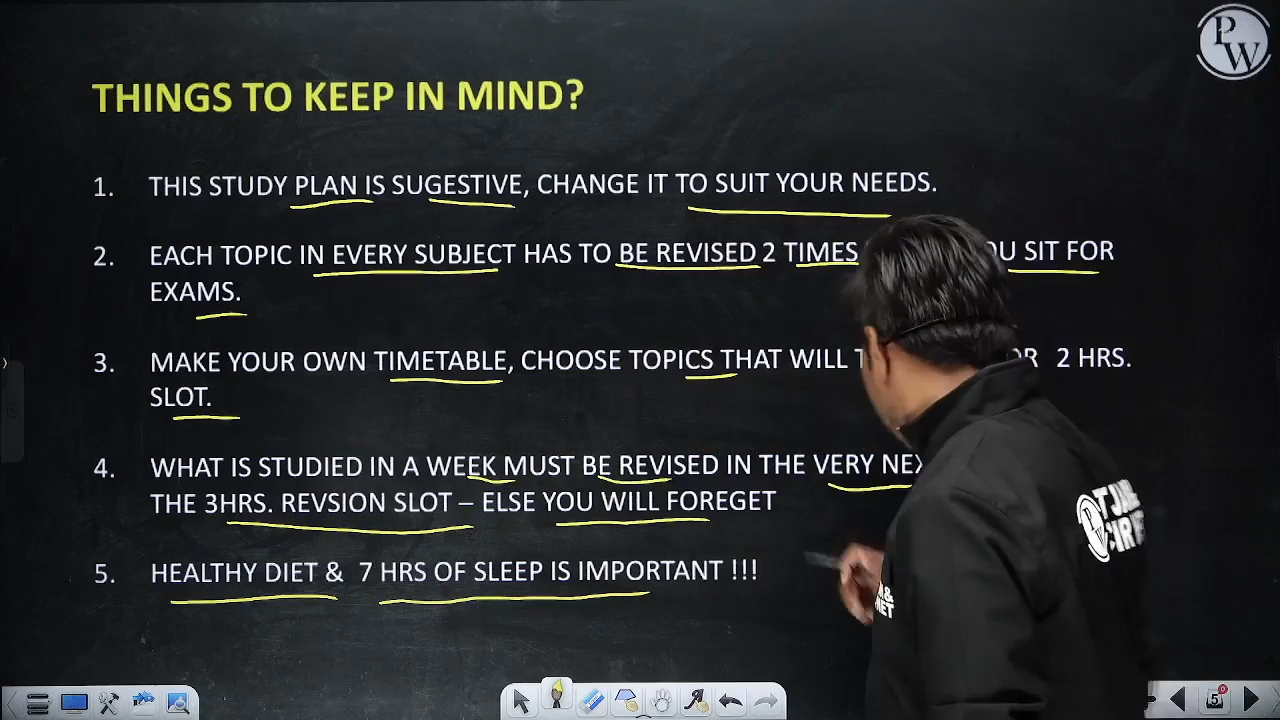 P
W
THINGS TO KEEP IN MIND?
1. THIS STUDY PLAN IS SUGESTIVE, CHANGE IT TO SUIT YOUR NEEDS.
2. EACH TOPIC IN EVERY SUBJECT HAS TO BE REVISED 2 TIMES SIT FOR
EXAMS.
3. MAKE YOUR OWN TIMETABLE, CHOOSE TOPICS THAT WILL 2 HRS.
SLOT.
4. WHAT IS STUDIED IN A WEEK MUST BE REVISED IN THE VERY
THE 3HRS. REVSION SLOT – ELSE YOU WILL FOREGET
5. HEALTHY DIET & 7 HRS OF SLEEP IS IMPORTANT !!!